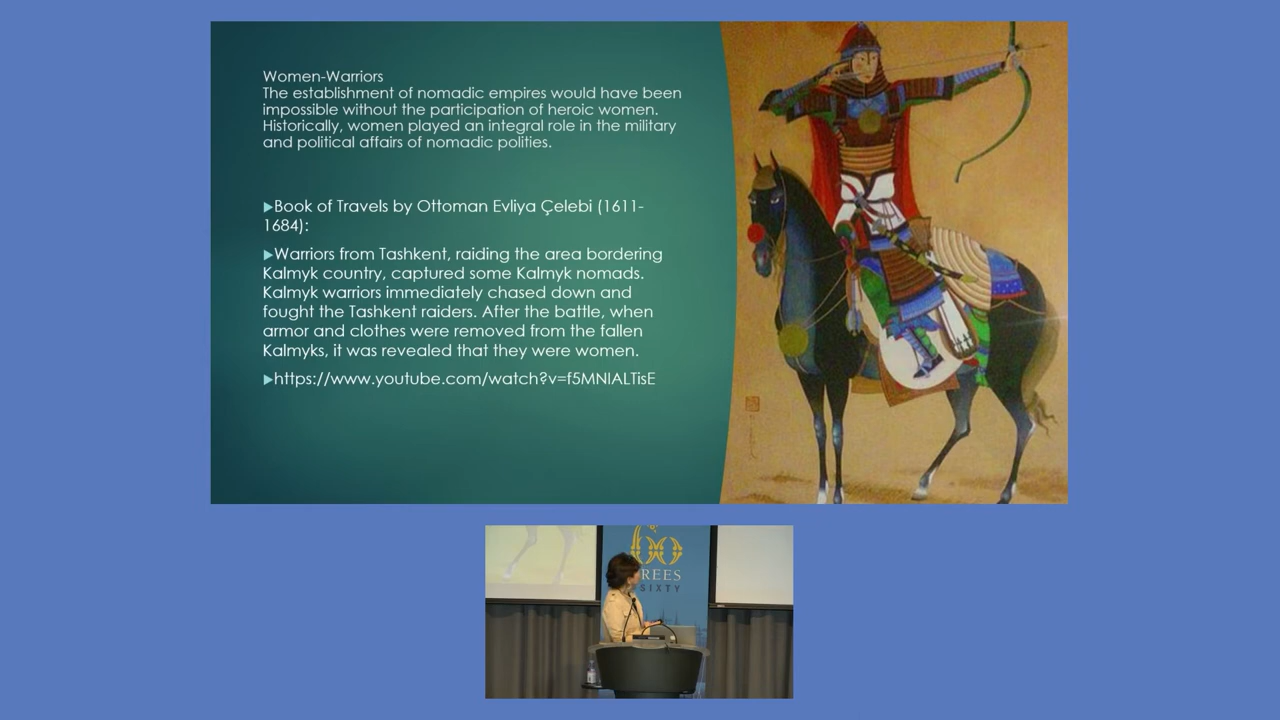 Women-Warriors
The establishment of nomadic empires would have been
impossible without the participation of heroic women.
Historically, women played an integral role in the military
and political affairs of nomadic polities.
Book of Travels by Ottoman Evliya Çelebi (1611-
1684):
Warriors from Tashkent, raiding the area bordering
Kalmyk country, captured some Kalmyk nomads.
Kalmyk warriors immediately chased down and
fought the Tashkent raiders. After the battle, when
armor and clothes were removed from the fallen
Kalmyks, it was revealed that they were women.
https://www.youtube.com/watch?v=f5MNIALTisE
60
REES
SIXTY